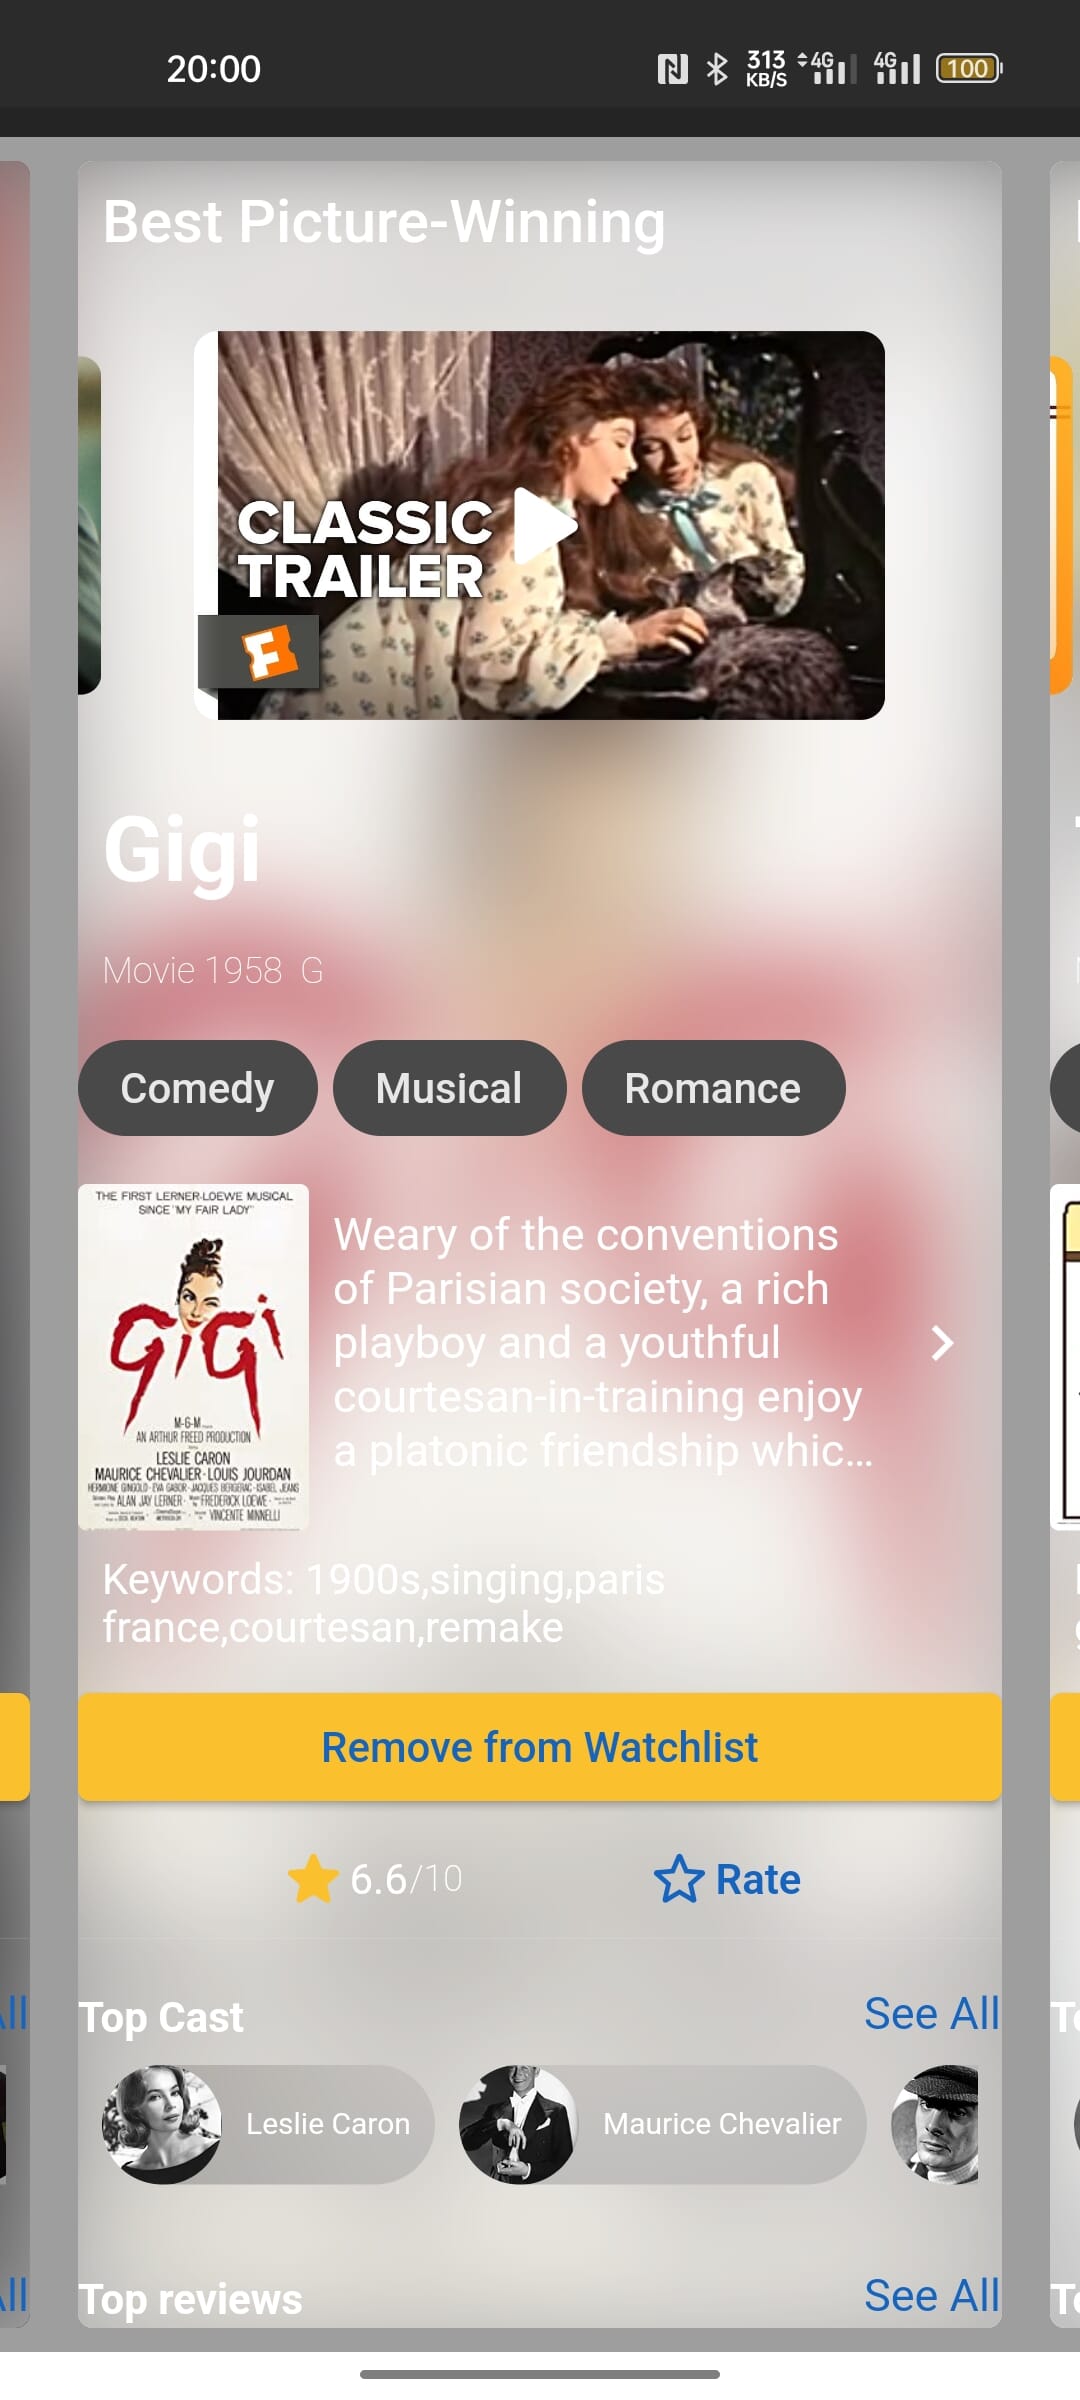 20:00
313
KB/S
4G
4G
100
Best Picture-Winning
CLASSIC
TRAILER
F
Gigi
Movie 1958 G
Comedy
Musical
Romance
THE FIRST LERNER-LOEWE MUSICAL
SINCE "MY FAIR LADY"
GiGi
M-G-M
AN ARTHUR FREED PRODUCTION
LESLIE CARON
MAURICE CHEVALIER · LOUIS JOURDAN
HERMIONE GINGOLD · EVA GABOR · JACQUES BERGERAC · ISABEL JEANS
ALAN JAY LERNER
FREDERICK LOEWE
VINCENTE MINNELLI
Weary of the conventions
of Parisian society, a rich
playboy and a youthful
courtesan-in-training enjoy
a platonic friendship whic...
Keywords: 1900s,singing,paris
france,courtesan,remake
Remove from Watchlist
6.6/10
Rate
Top Cast
See All
Leslie Caron
Maurice Chevalier
Top reviews
See All